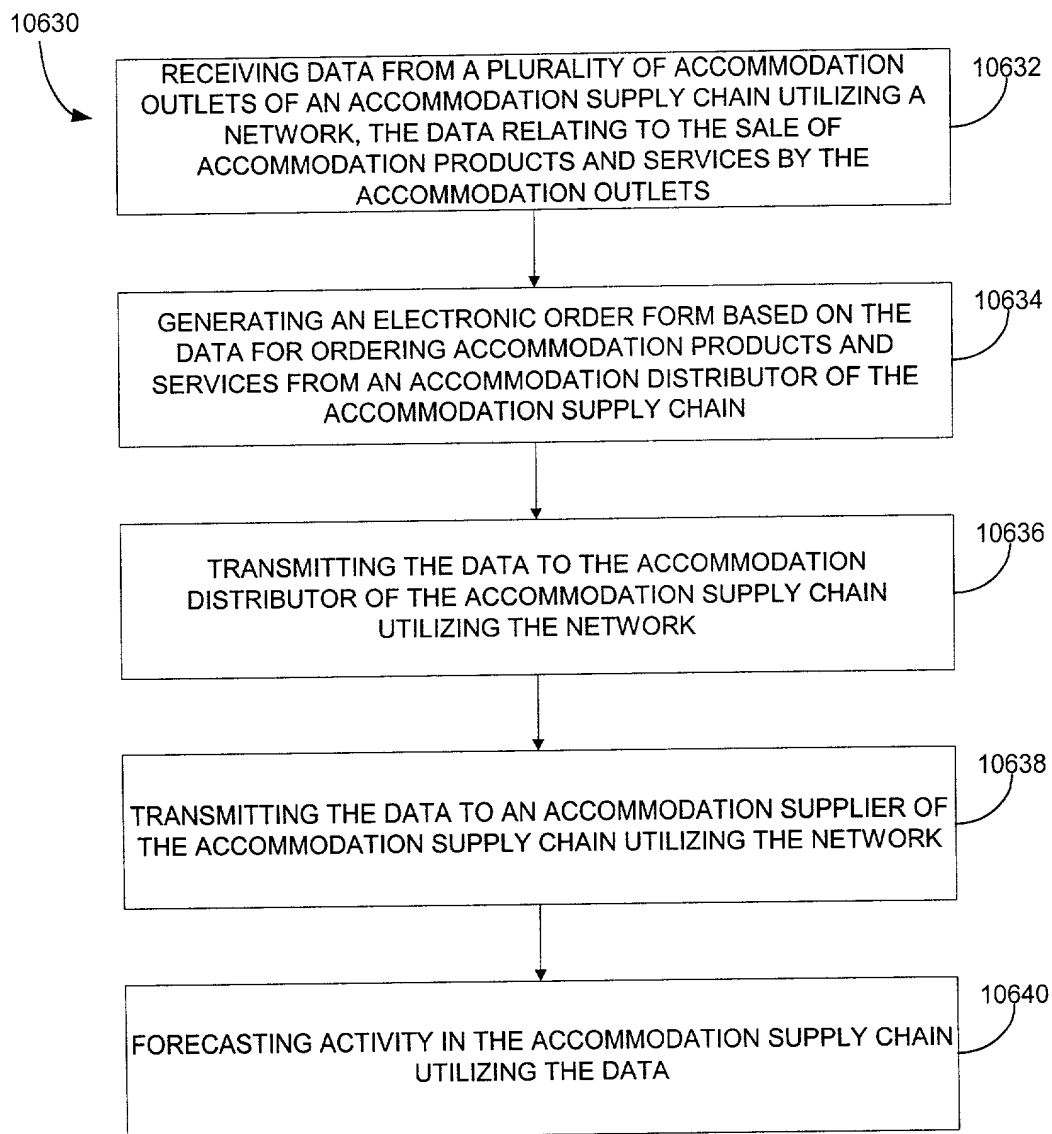 10630
RECEIVING DATA FROM A PLURALITY OF ACCOMMODATION
OUTLETS OF AN ACCOMMODATION SUPPLY CHAIN UTILIZING A
NETWORK, THE DATA RELATING TO THE SALE OF
ACCOMMODATION PRODUCTS AND SERVICES BY THE
ACCOMMODATION OUTLETS
10632
GENERATING AN ELECTRONIC ORDER FORM BASED ON THE
DATA FOR ORDERING ACCOMMODATION PRODUCTS AND
SERVICES FROM AN ACCOMMODATION DISTRIBUTOR OF THE
ACCOMMODATION SUPPLY CHAIN
10634
TRANSMITTING THE DATA TO THE ACCOMMODATION
DISTRIBUTOR OF THE ACCOMMODATION SUPPLY CHAIN
UTILIZING THE NETWORK
10636
TRANSMITTING THE DATA TO AN ACCOMMODATION SUPPLIER OF
THE ACCOMMODATION SUPPLY CHAIN UTILIZING THE NETWORK
10638
FORECASTING ACTIVITY IN THE ACCOMMODATION SUPPLY CHAIN
UTILIZING THE DATA
10640